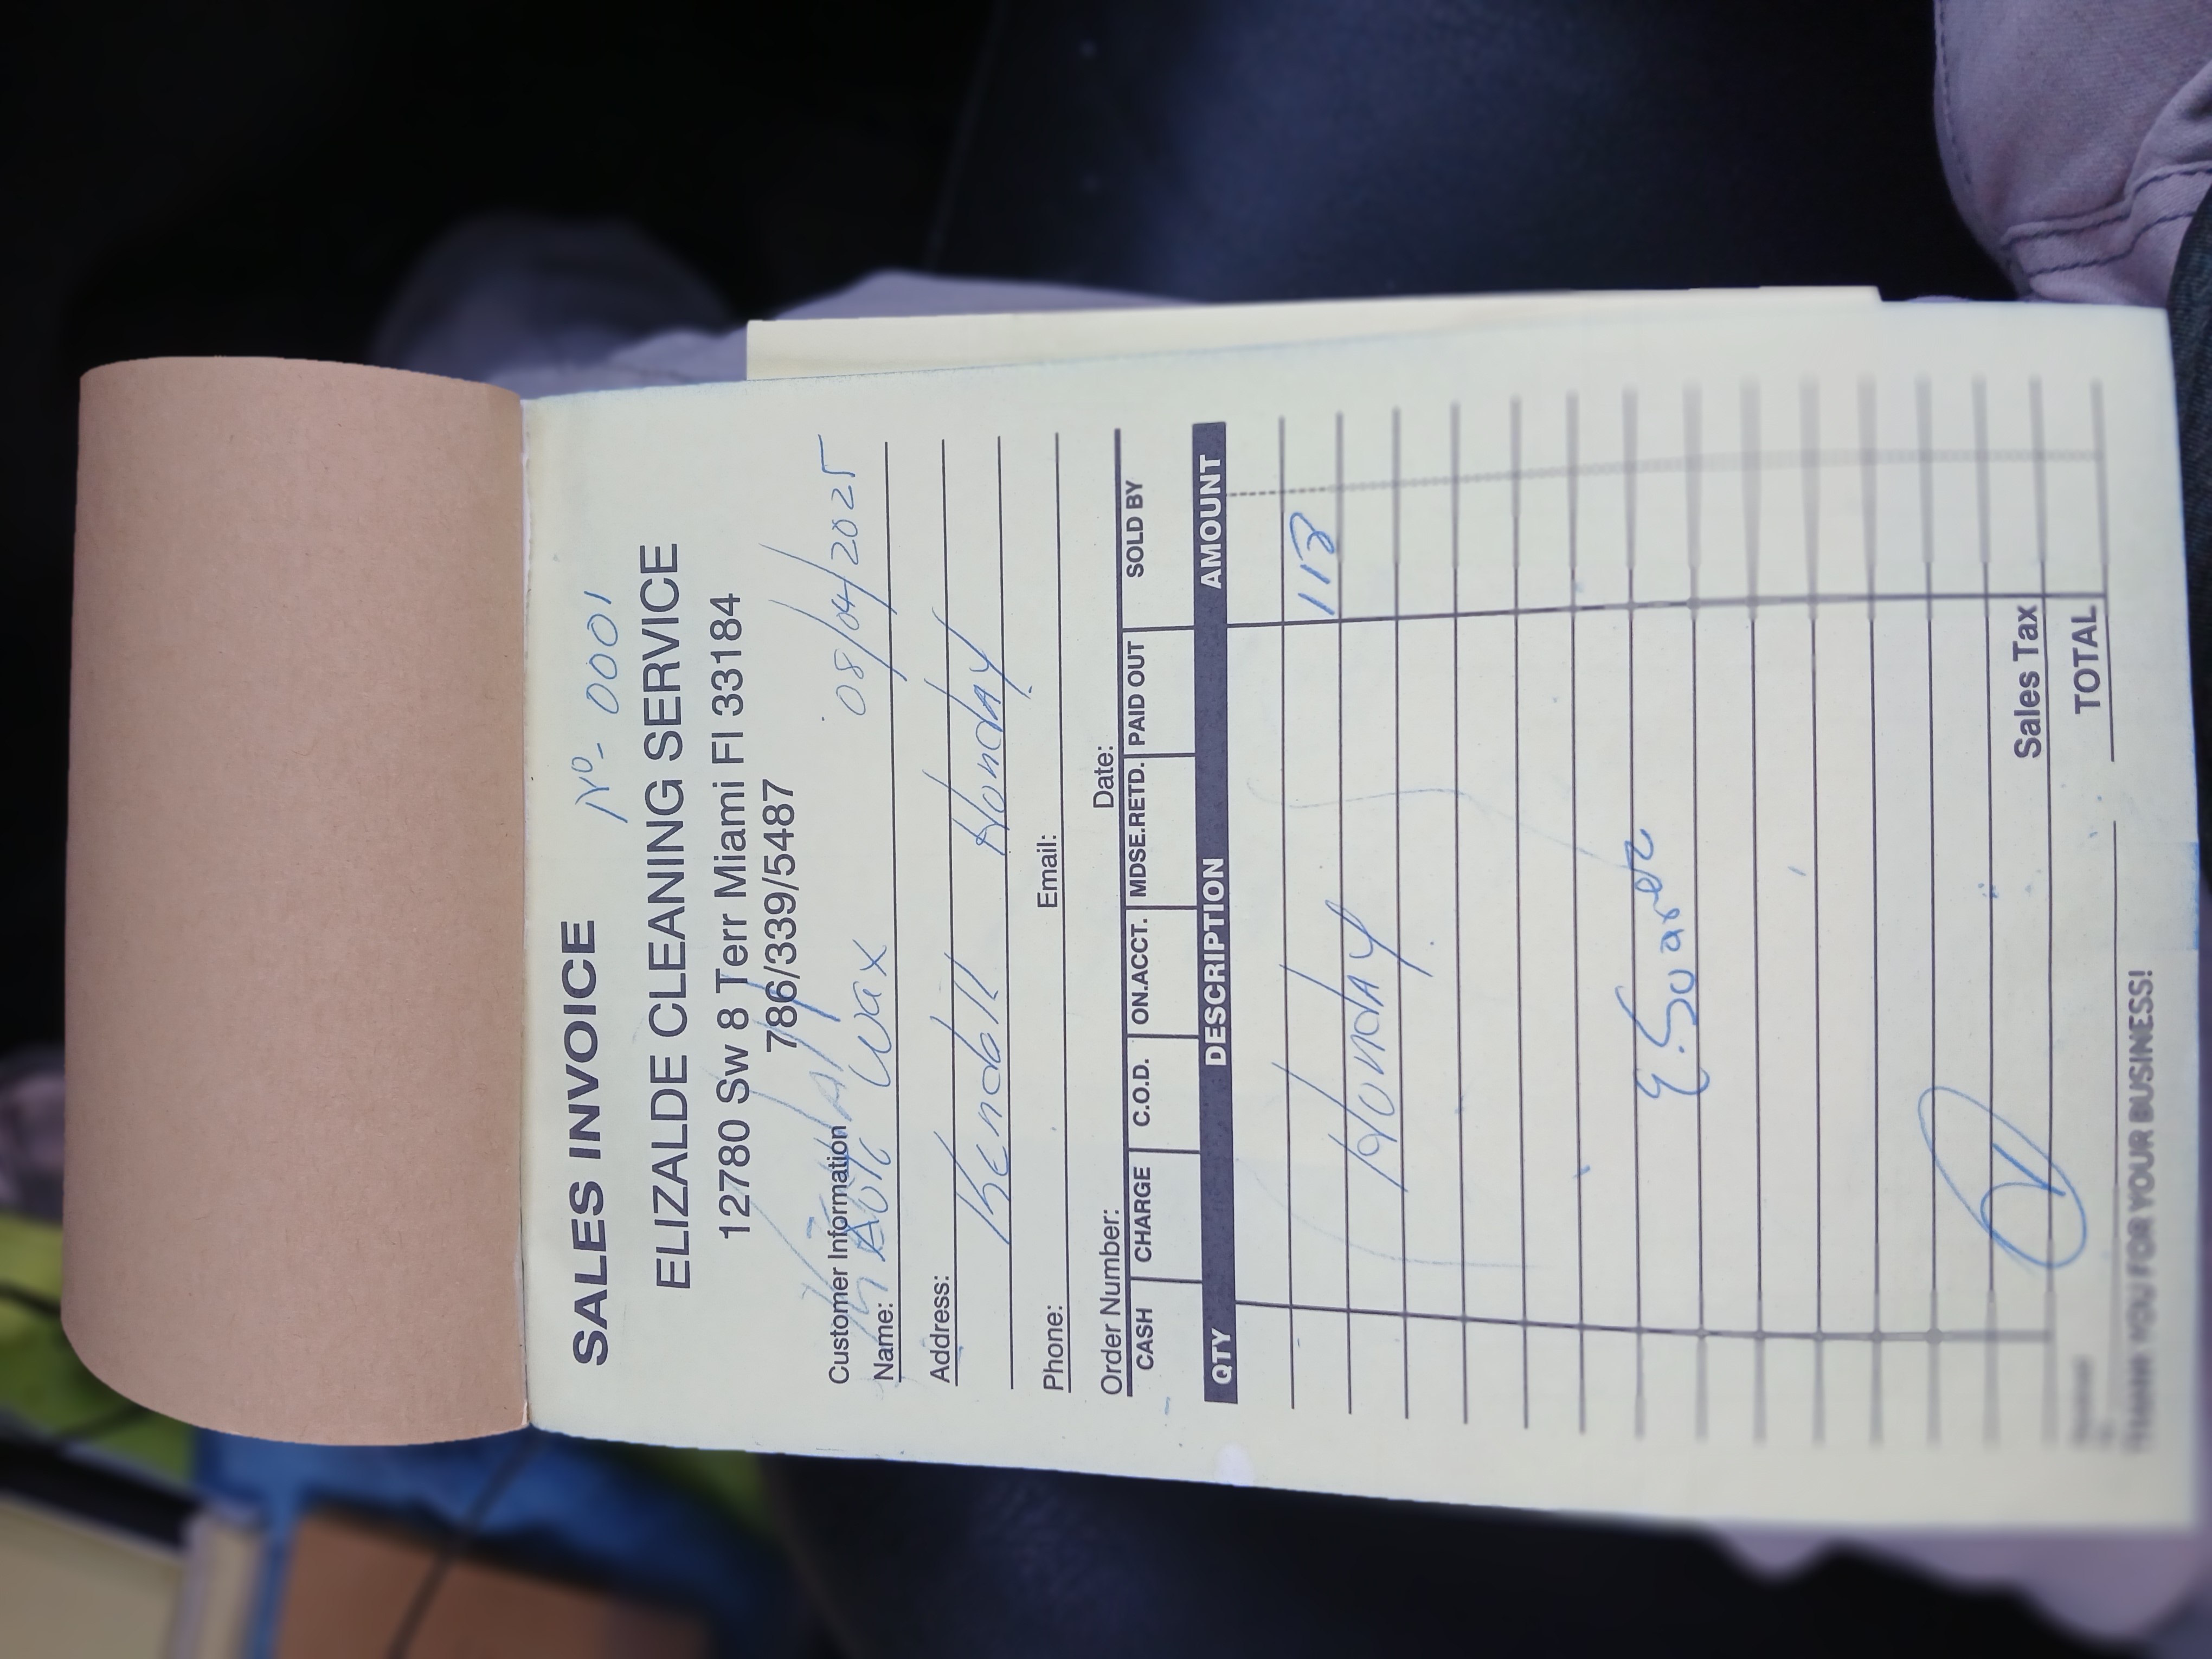 SALES INVOICE
Nº- 0001
ELIZALDE CLEANING SERVICE
12780 Sw 8 Terr Miami Fl 33184
786/339/5487
Customer Information
08/04/2025
Name: Wax
Address: Kendall Honday
Phone: Email:
Order Number: Date:
CASH CHARGE C.O.D. ON.ACCT. MDSE.RETD. PAID OUT SOLD BY
QTY DESCRIPTION AMOUNT
118
Honday
E. Suarez
Sales Tax
TOTAL
THANK YOU FOR YOUR BUSINESS!